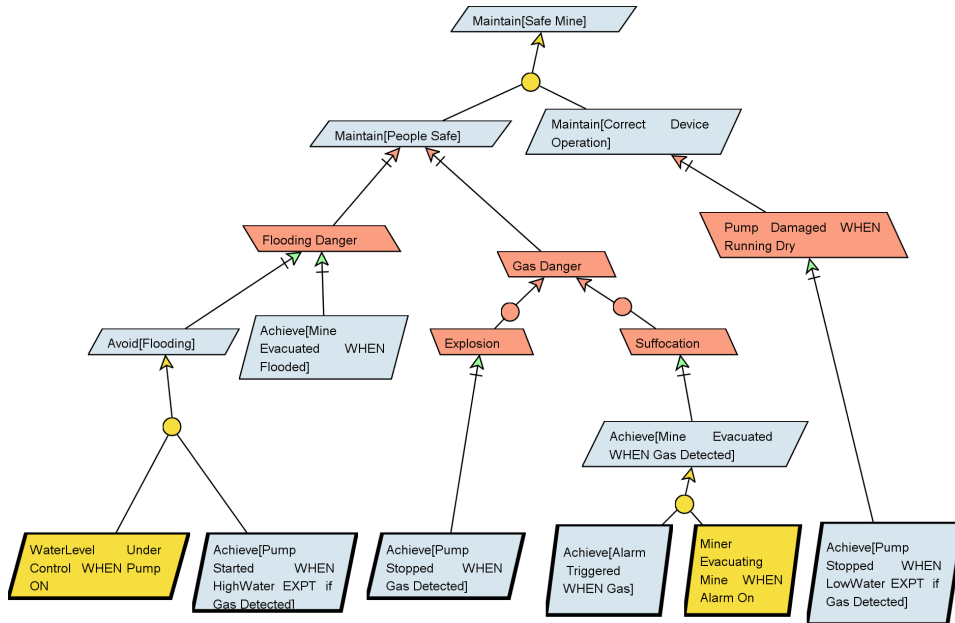 Maintain[Safe Mine]
Maintain[People Safe]
Maintain[Correct Device
Operation]
Flooding Danger
Gas Danger
Pump Damaged WHEN
Running Dry
Avoid[Flooding]
Achieve[Mine
Evacuated WHEN
Flooded]
Explosion
Suffocation
Achieve[Mine Evacuated
WHEN Gas Detected]
WaterLevel Under
Control WHEN Pump
ON
Achieve[Pump
Started WHEN
HighWater EXPT if
Gas Detected]
Achieve[Pump
Stopped WHEN
Gas Detected]
Achieve[Alarm
Triggered
WHEN Gas]
Miner
Evacuating
Mine WHEN
Alarm On
Achieve[Pump
Stopped WHEN
LowWater EXPT if
Gas Detected]